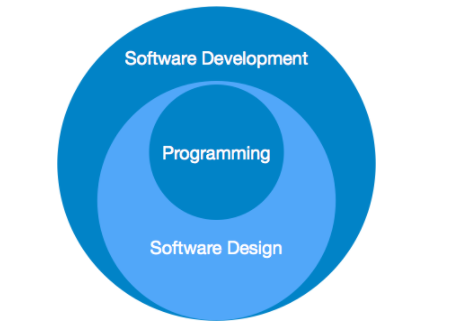 Software Development
Programming
Software Design